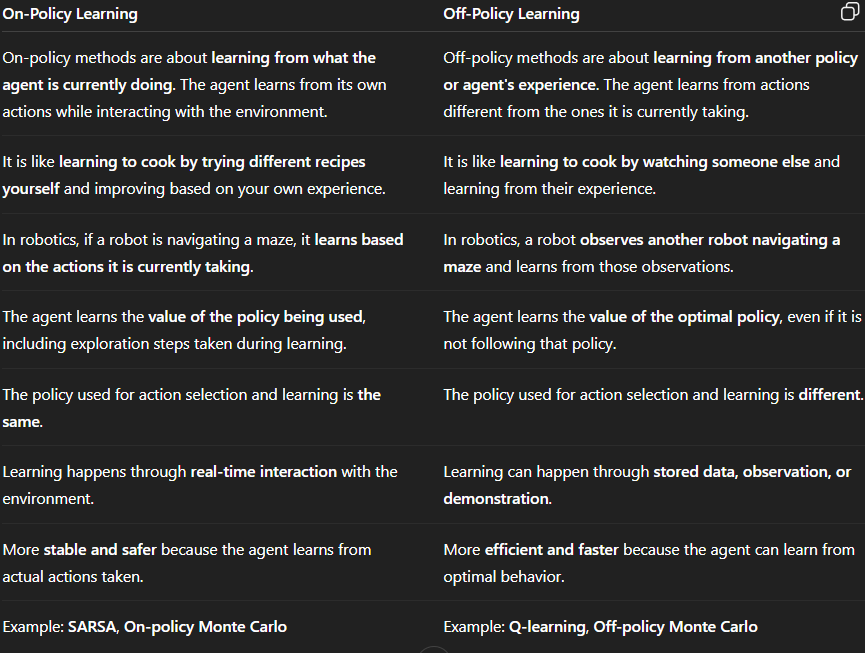 On-Policy Learning
Off-Policy Learning
On-policy methods are about learning from what the
agent is currently doing. The agent learns from its own
actions while interacting with the environment.
Off-policy methods are about learning from another policy
or agent's experience. The agent learns from actions
different from the ones it is currently taking.
It is like learning to cook by trying different recipes
yourself and improving based on your own experience.
It is like learning to cook by watching someone else and
learning from their experience.
In robotics, if a robot is navigating a maze, it learns based
on the actions it is currently taking.
In robotics, a robot observes another robot navigating a
maze and learns from those observations.
The agent learns the value of the policy being used,
including exploration steps taken during learning.
The agent learns the value of the optimal policy, even if it is
not following that policy.
The policy used for action selection and learning is the
same.
The policy used for action selection and learning is different.
Learning happens through real-time interaction with the
environment.
Learning can happen through stored data, observation, or
demonstration.
More stable and safer because the agent learns from
actual actions taken.
More efficient and faster because the agent can learn from
optimal behavior.
Example: SARSA, On-policy Monte Carlo
Example: Q-learning, Off-policy Monte Carlo